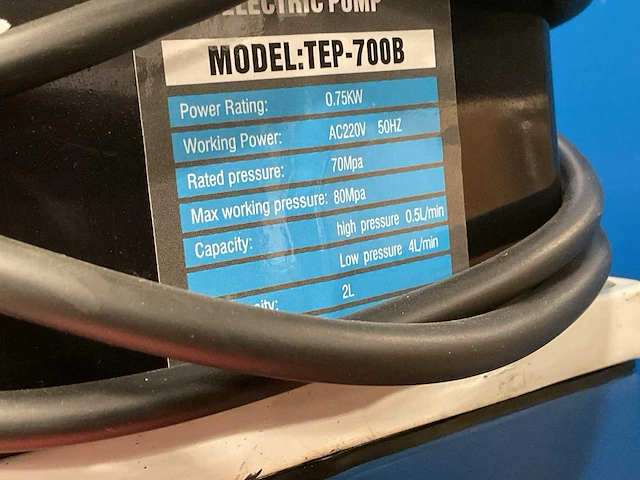 ELECTRIC PUMP
MODEL:TEP-700B
Power Rating: 0.75KW
Working Power: AC220V 50HZ
Rated pressure: 70Mpa
Max working pressure: 80Mpa
Capacity: high pressure 0.5L/min
Low pressure 4L/min
2L